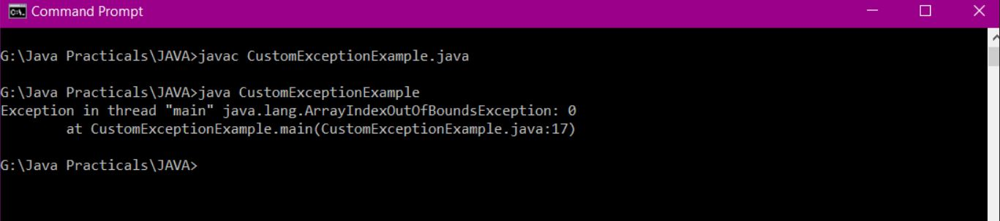 Command Prompt
G:\Java Practicals\JAVA>javac CustomExceptionExample.java
G:\Java Practicals\JAVA>java CustomExceptionExample
Exception in thread "main" java.lang.ArrayIndexOutOfBoundsException: 0
        at CustomExceptionExample.main(CustomExceptionExample.java:17)
G:\Java Practicals\JAVA>